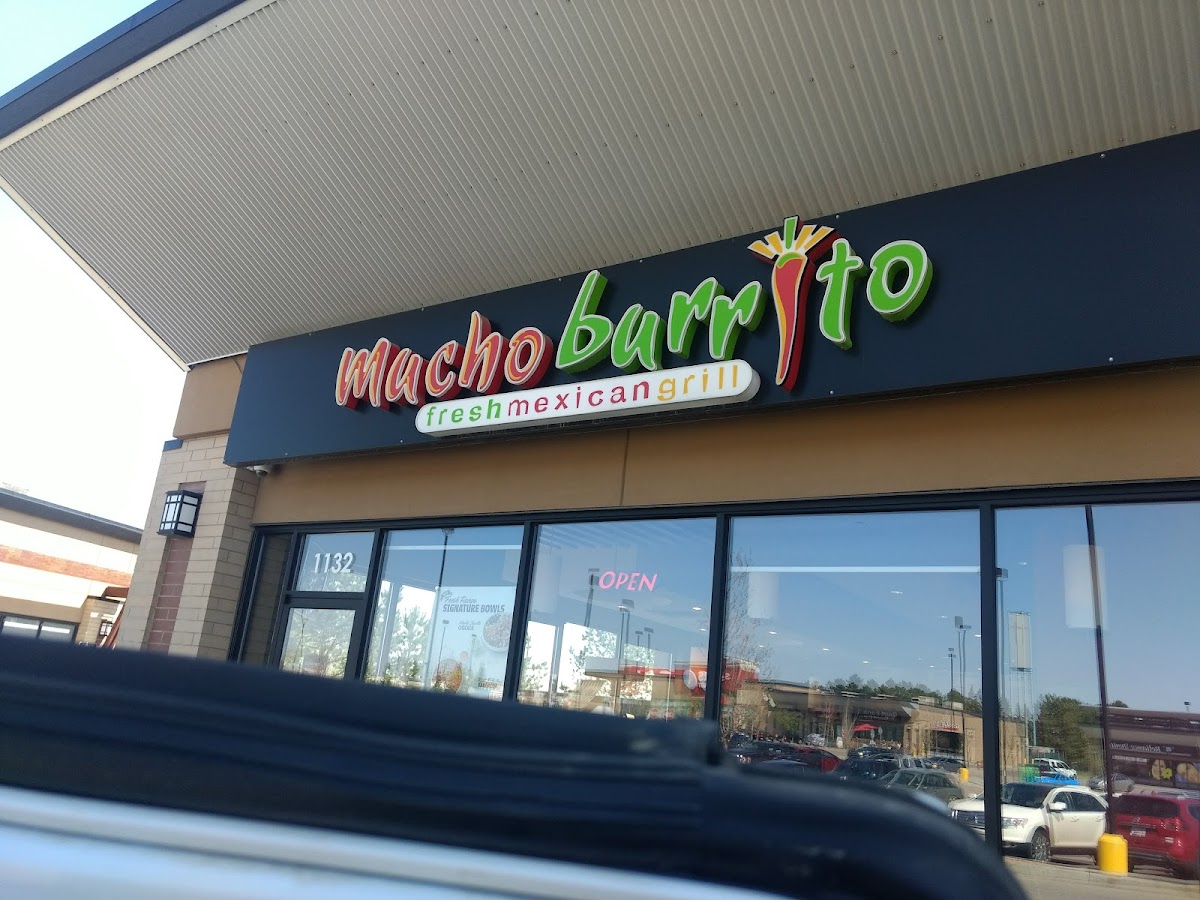 mucho burrito
freshmexicangrill
1132
OPEN
SIGNATURE BOWLS